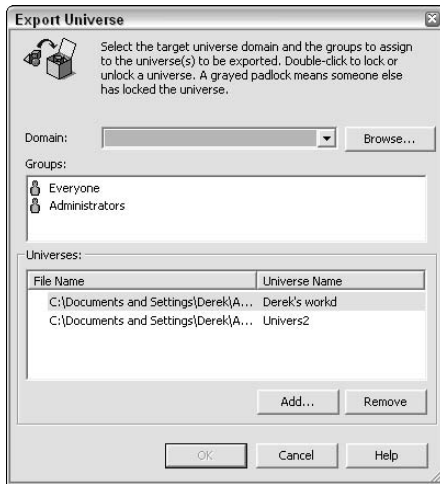 Export Universe
Select the target universe domain and the groups to assign
to the universe(s) to be exported. Double-click to lock or
unlock a universe. A grayed padlock means someone else
has locked the universe.
Domain:
Browse...
Groups:
Everyone
Administrators
Universes:
File Name Universe Name
C:\Documents and Settings\Derek\A... Derek's workd
C:\Documents and Settings\Derek\A... Univers2
Add... Remove
OK Cancel Help